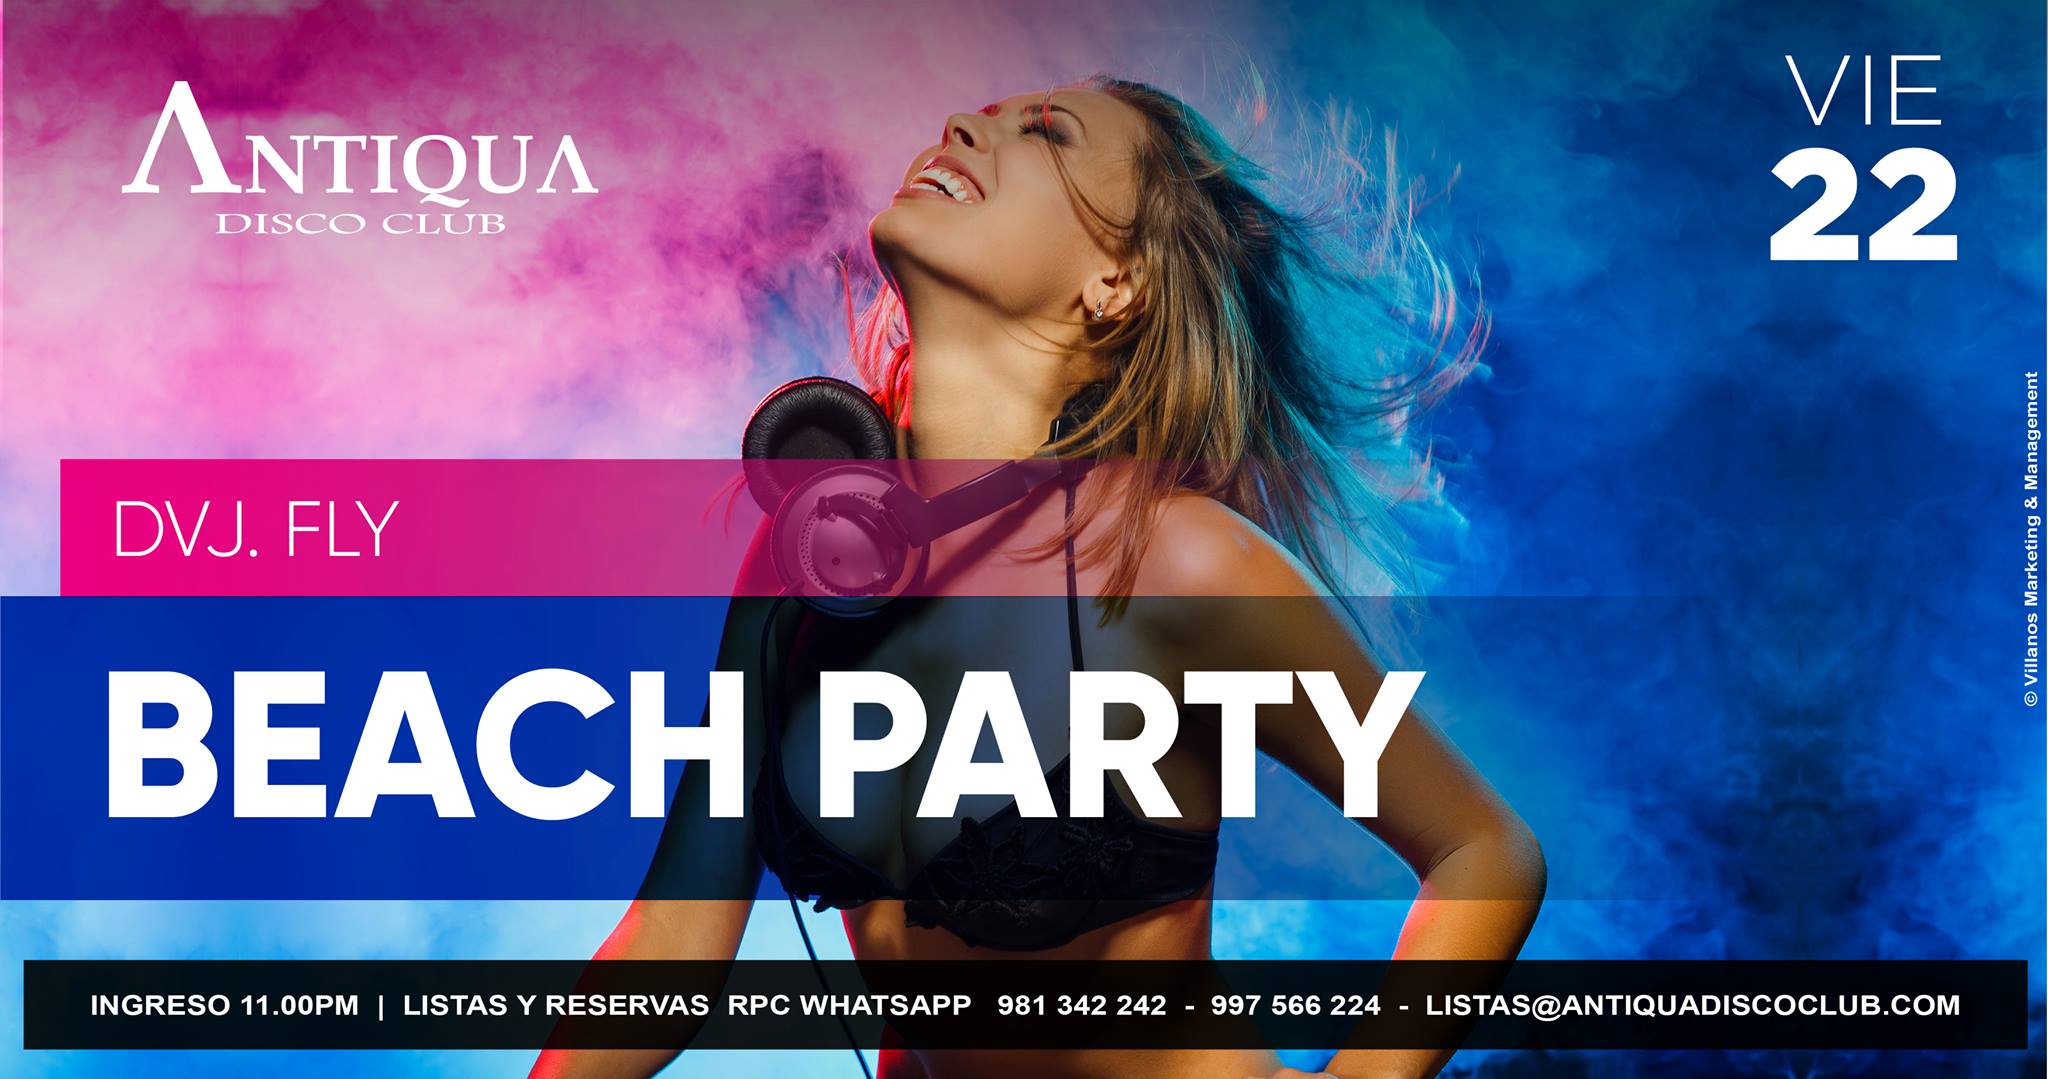 ANTIQUA
DISCO CLUB
VIE
22
DVJ. FLY
BEACH PARTY
INGRESO 11.00PM | LISTAS Y RESERVAS RPC WHATSAPP 981 342 242 - 997 566 224 - LISTAS@ANTIQUADISCOCLUB.COM
© Villanos Marketing & Management